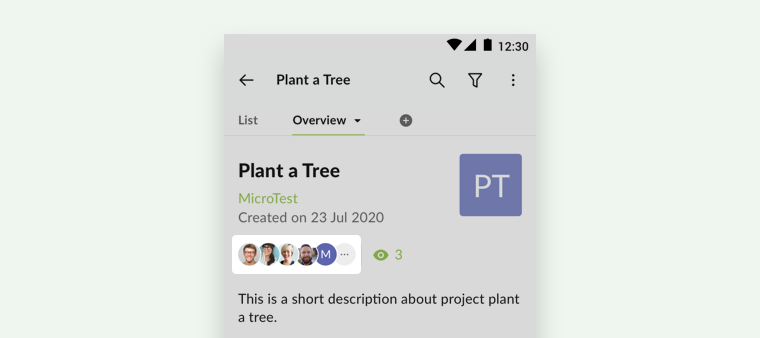 12:30
Plant a Tree
List Overview
Plant a Tree
PT
MicroTest
Created on 23 Jul 2020
M ... 3
This is a short description about project plant
a tree.